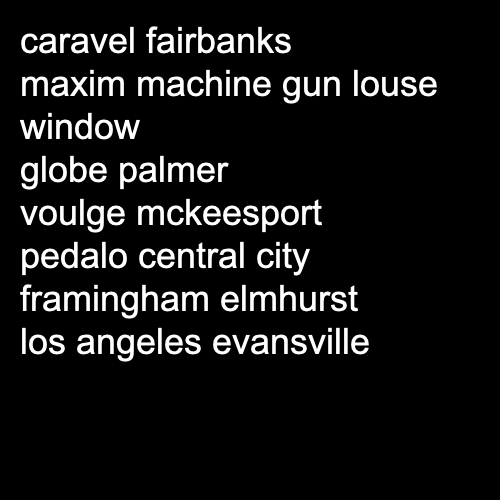 caravel fairbanks
maxim machine gun louse
window
globe palmer
voulge mckeesport
pedalo central city
framingham elmhurst
los angeles evansville